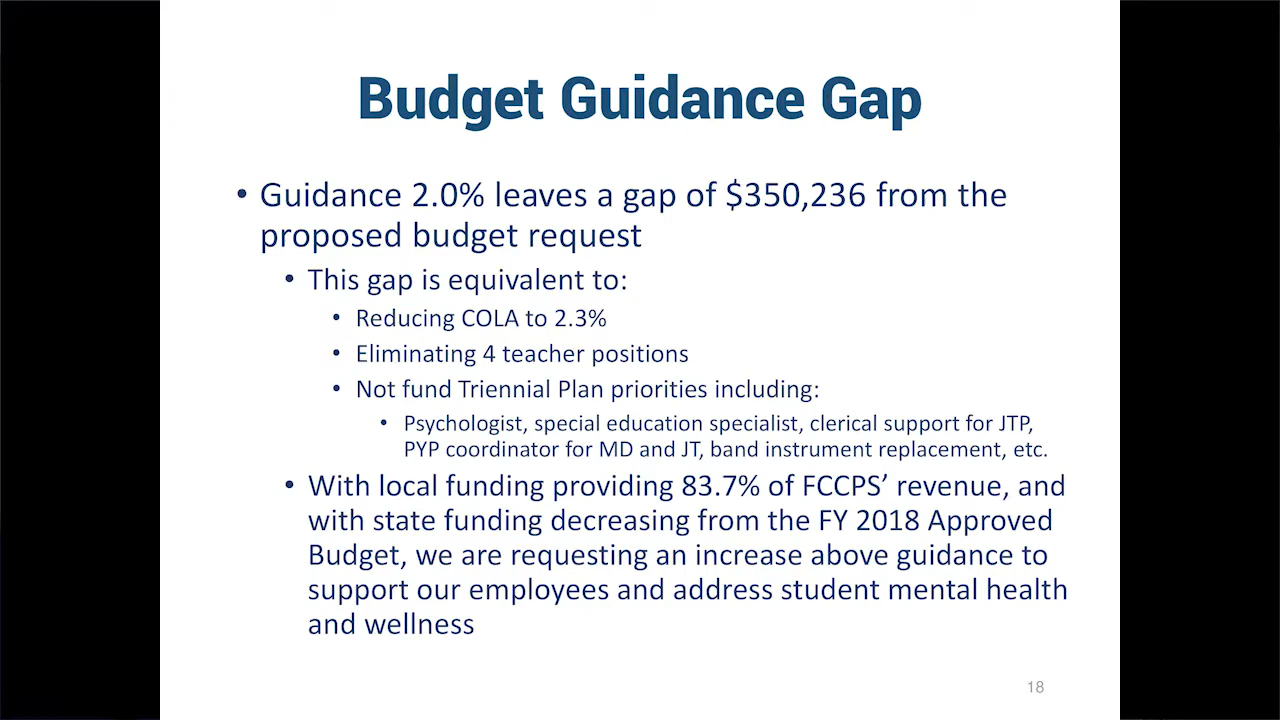 Budget Guidance Gap
• Guidance 2.0% leaves a gap of $350,236 from the
proposed budget request
• This gap is equivalent to:
• Reducing COLA to 2.3%
• Eliminating 4 teacher positions
• Not fund Triennial Plan priorities including:
• Psychologist, special education specialist, clerical support for JTP,
PYP coordinator for MD and JT, band instrument replacement, etc.
• With local funding providing 83.7% of FCCPS’ revenue, and
with state funding decreasing from the FY 2018 Approved
Budget, we are requesting an increase above guidance to
support our employees and address student mental health
and wellness
18